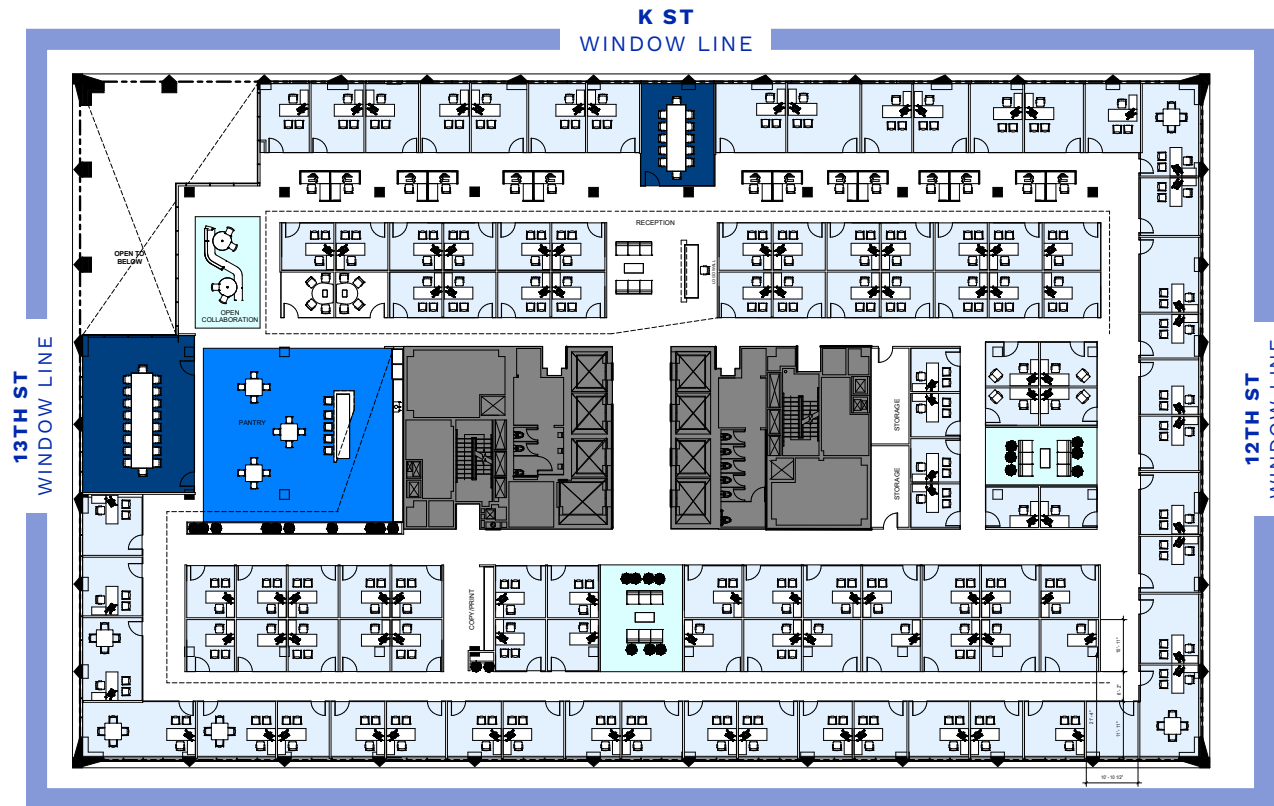 K ST
WINDOW LINE
RECEPTION
OPEN TO
BELOW
OPEN
COLLABORATION
13TH ST
WINDOW LINE
PANTRY
STORAGE
STORAGE
12TH ST
WINDOW LINE
COPY/PRINT